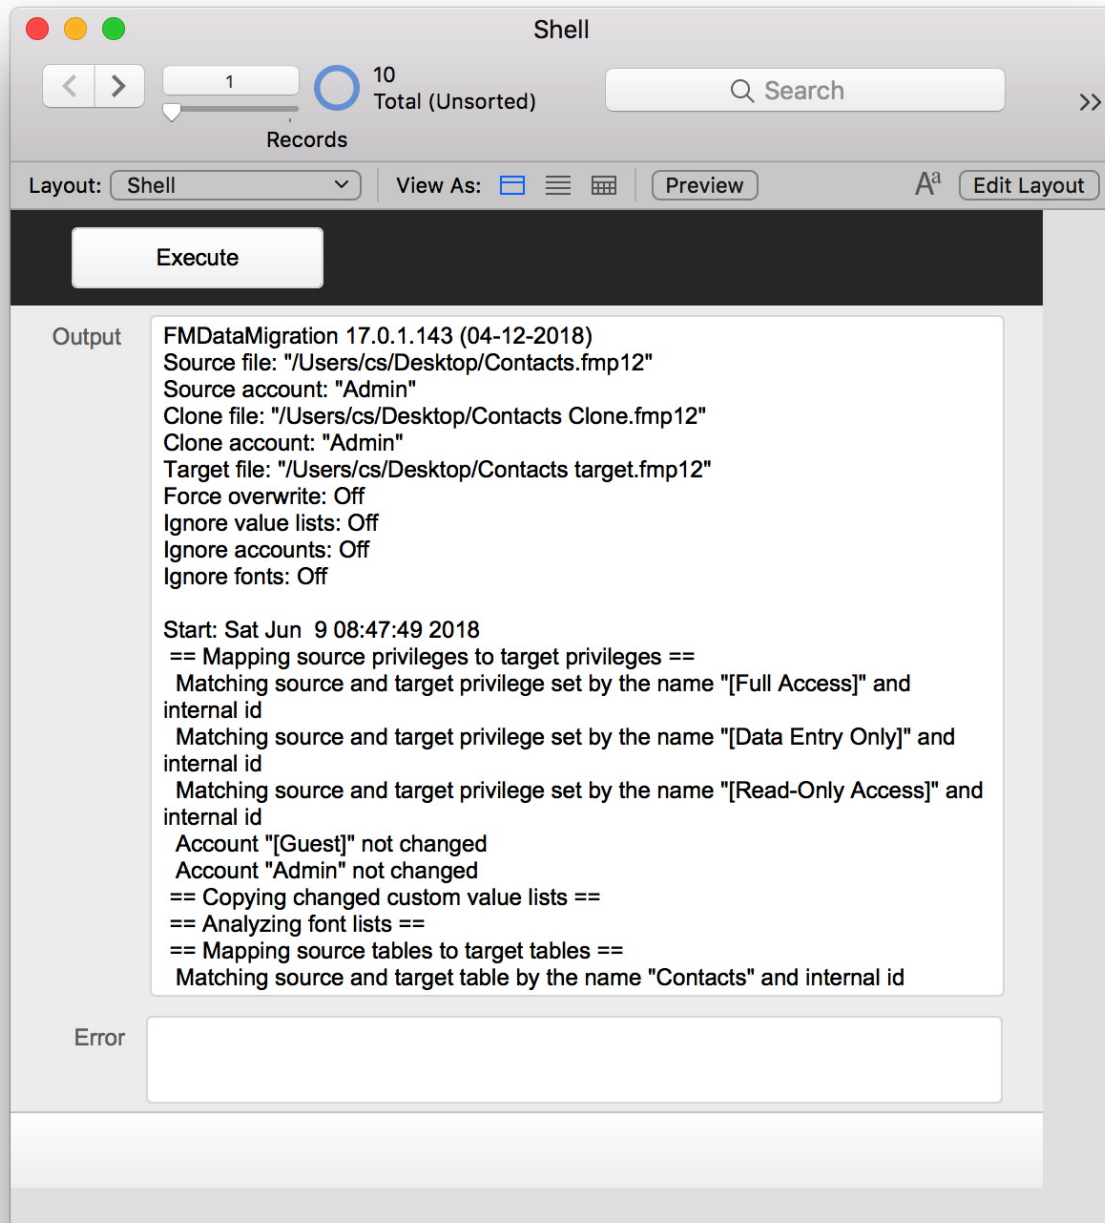 Shell
1
10
Total (Unsorted)
Search
Records
Layout: Shell
View As:
Preview
Aa
Edit Layout
Execute
Output
FMDataMigration 17.0.1.143 (04-12-2018)
Source file: "/Users/cs/Desktop/Contacts.fmp12"
Source account: "Admin"
Clone file: "/Users/cs/Desktop/Contacts Clone.fmp12"
Clone account: "Admin"
Target file: "/Users/cs/Desktop/Contacts target.fmp12"
Force overwrite: Off
Ignore value lists: Off
Ignore accounts: Off
Ignore fonts: Off
Start: Sat Jun  9 08:47:49 2018
== Mapping source privileges to target privileges ==
Matching source and target privilege set by the name "[Full Access]" and
internal id
Matching source and target privilege set by the name "[Data Entry Only]" and
internal id
Matching source and target privilege set by the name "[Read-Only Access]" and
internal id
Account "[Guest]" not changed
Account "Admin" not changed
== Copying changed custom value lists ==
== Analyzing font lists ==
== Mapping source tables to target tables ==
Matching source and target table by the name "Contacts" and internal id
Error